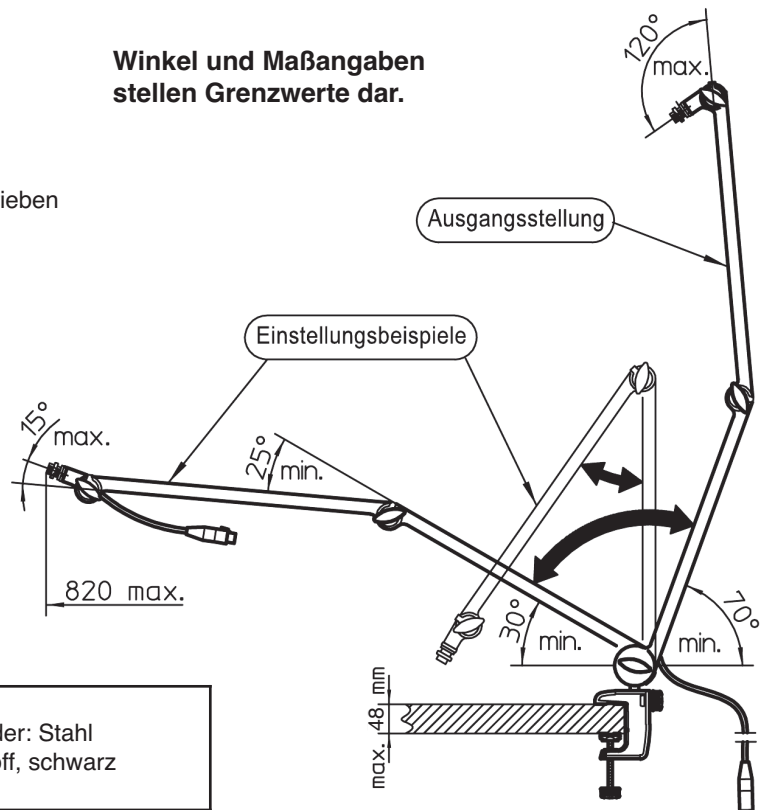 Winkel und Maßangaben
stellen Grenzwerte dar.
120°
max.
ieben
Ausgangsstellung
Einstellungsbeispiele
15°
max.
25°
min.
820 max.
30°
min.
70°
min.
max. 48 mm
der: Stahl
off, schwarz